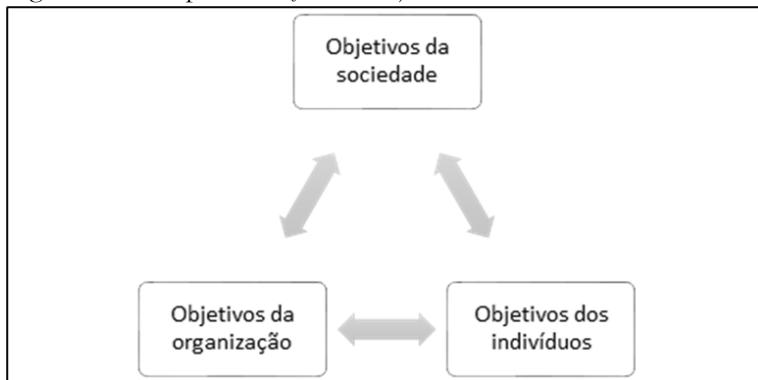 Objetivos da
sociedade
Objetivos da
organização
Objetivos dos
indivíduos